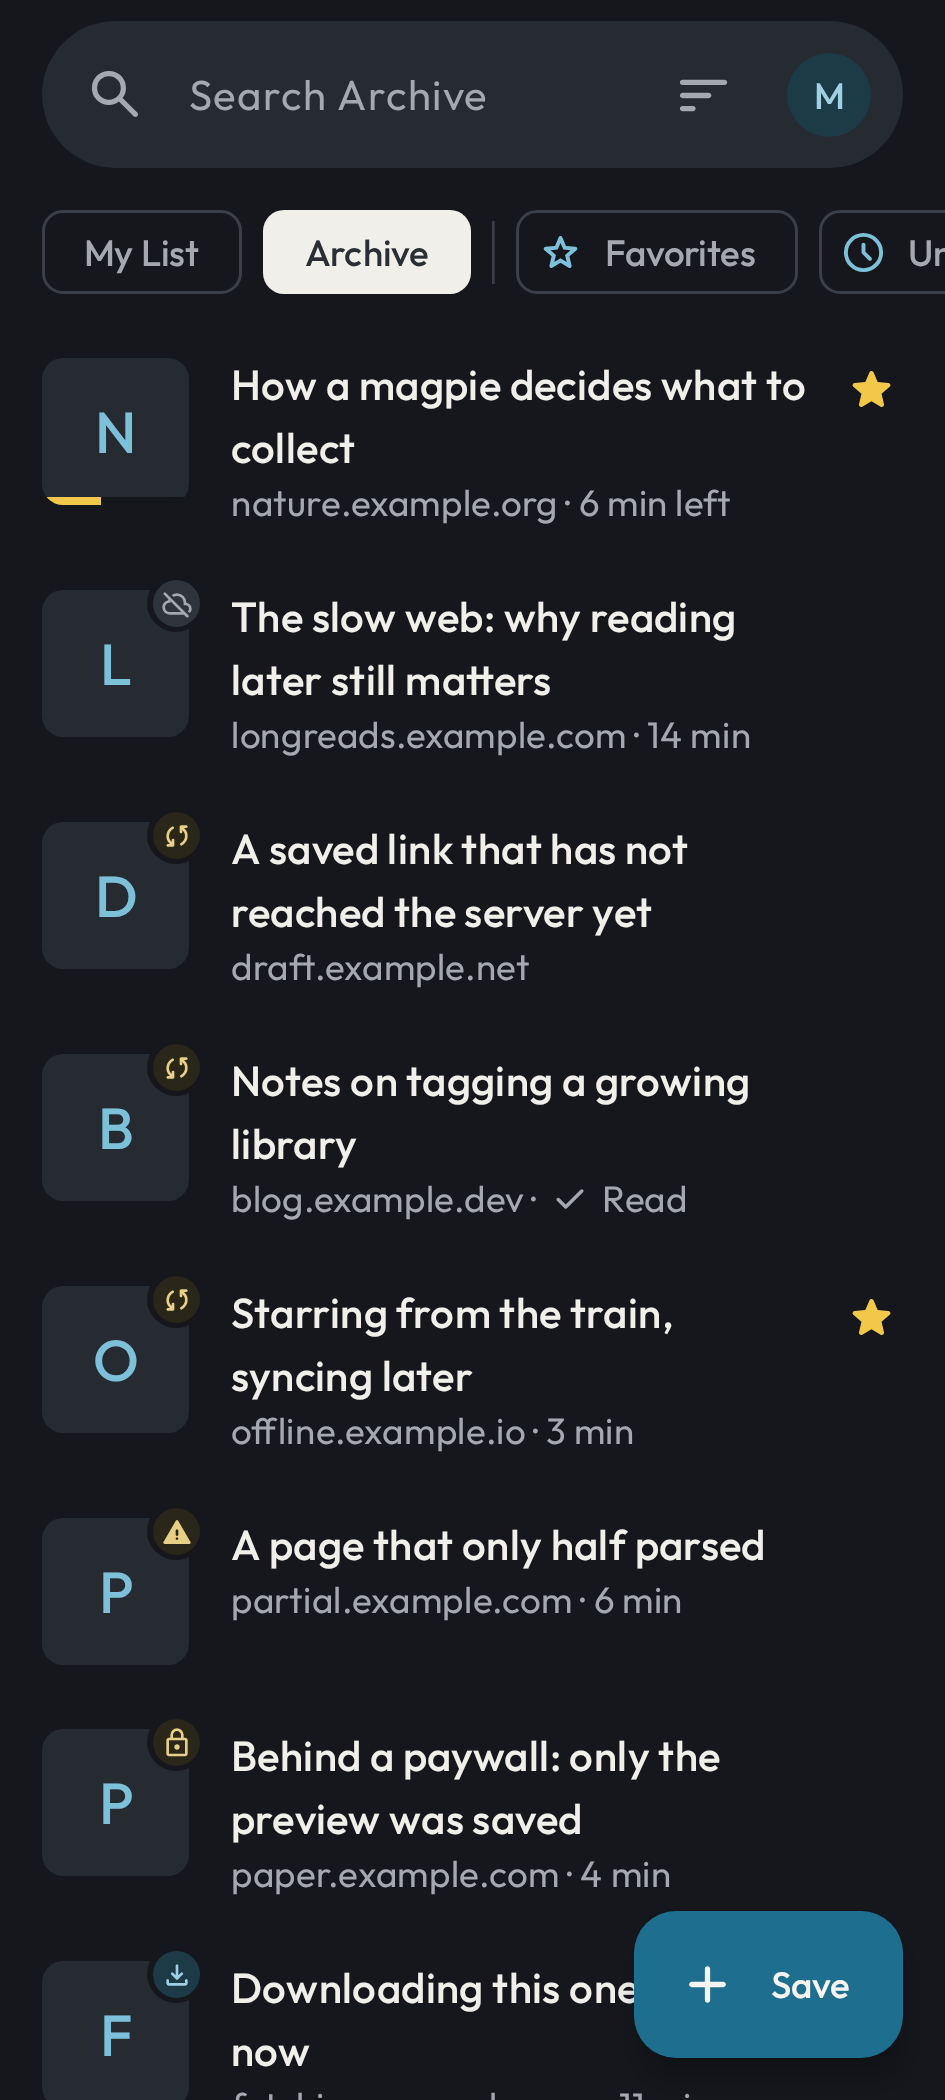 Search Archive
M
My List
Archive
Favorites
N
How a magpie decides what to
collect
nature.example.org · 6 min left
L
The slow web: why reading
later still matters
longreads.example.com · 14 min
D
A saved link that has not
reached the server yet
draft.example.net
B
Notes on tagging a growing
library
blog.example.dev · ✓ Read
O
Starring from the train,
syncing later
offline.example.io · 3 min
P
A page that only half parsed
partial.example.com · 6 min
P
Behind a paywall: only the
preview was saved
paper.example.com · 4 min
F
Downloading this one
now
Save